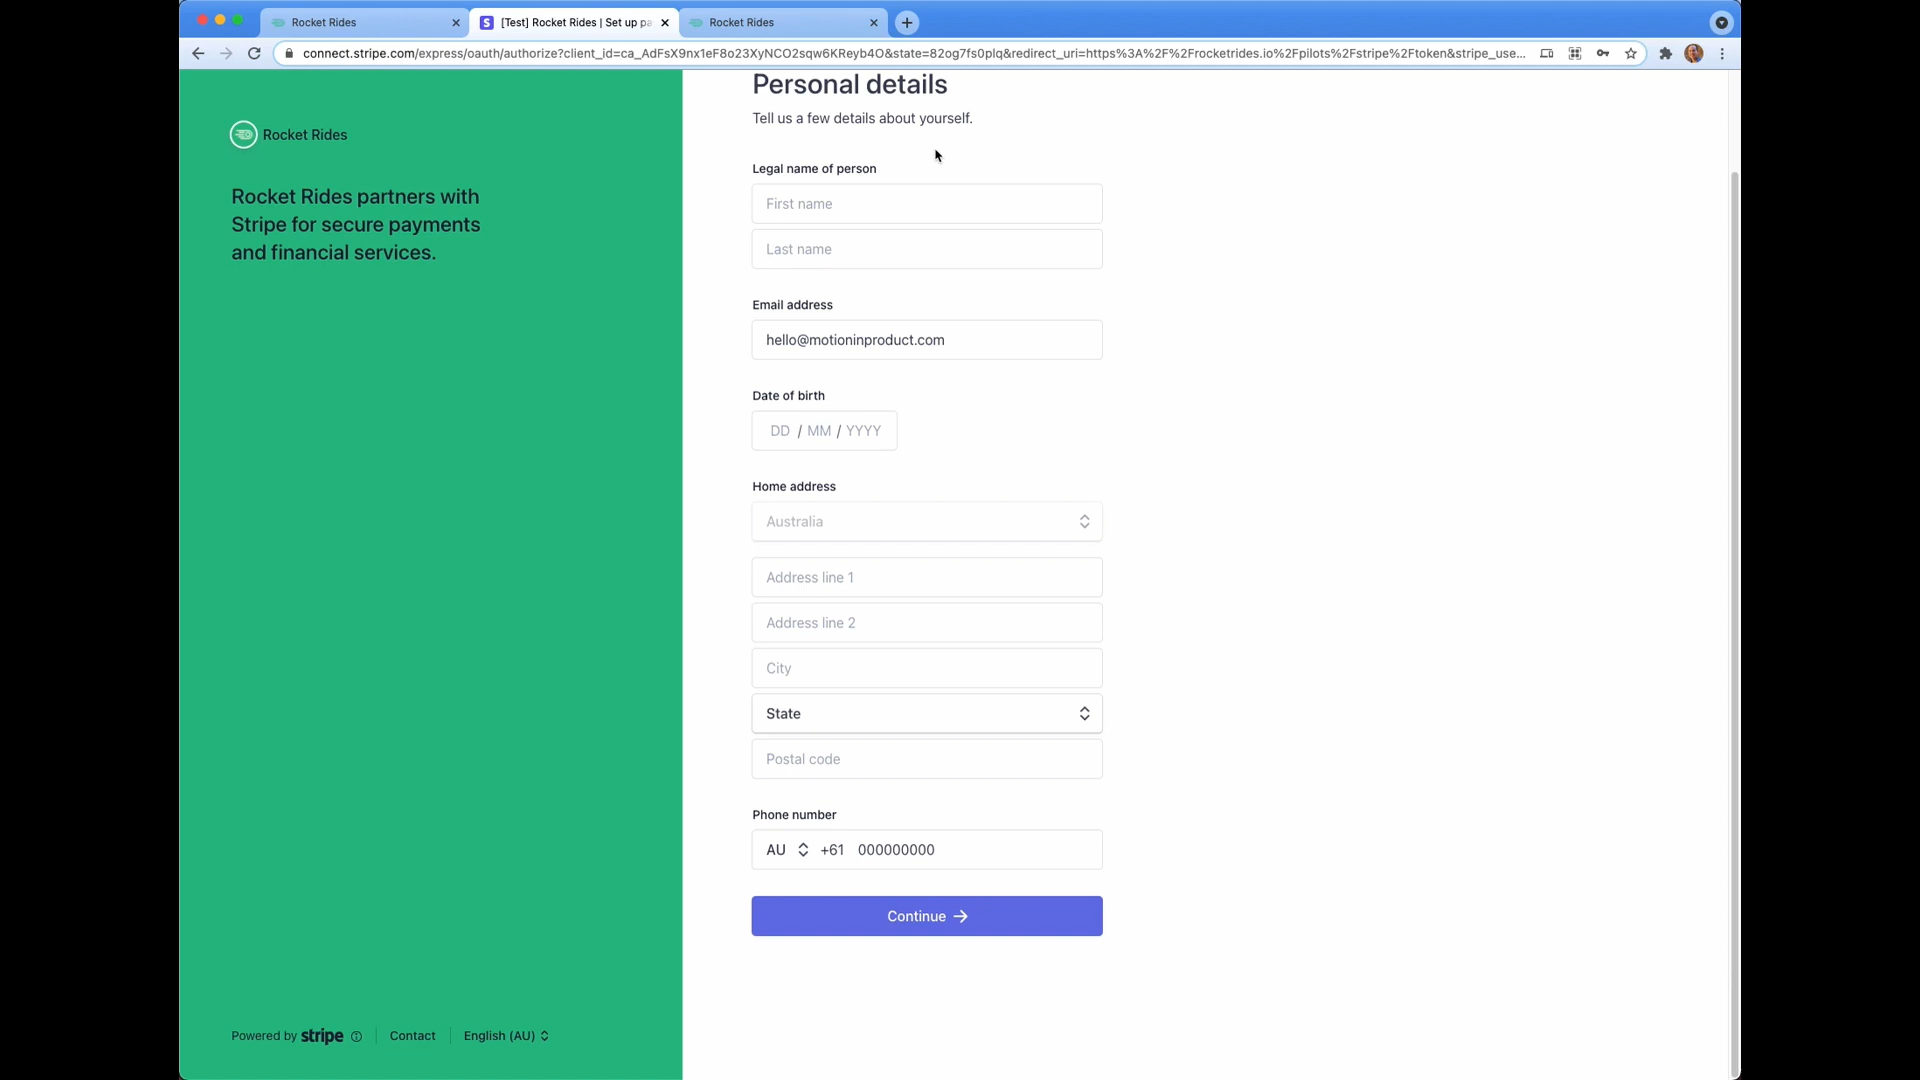 Rocket Rides
[Test] Rocket Rides | Set up pa
Rocket Rides
connect.stripe.com/express/oauth/authorize?client_id=ca_AdFsX9nx1eF8o23XyNCO2sqw6KReyb4O&state=82og7fs0plq&redirect_uri=https%3A%2F%2Frocketrides.io%2Fpilots%2Fstripe%2Ftoken&stripe_use...
Rocket Rides
Rocket Rides partners with
Stripe for secure payments
and financial services.
Powered by stripe
Contact
English (AU)
Personal details
Tell us a few details about yourself.
Legal name of person
First name
Last name
Email address
hello@motioninproduct.com
Date of birth
DD / MM / YYYY
Home address
Australia
Address line 1
Address line 2
City
State
Postal code
Phone number
AU +61 000000000
Continue →